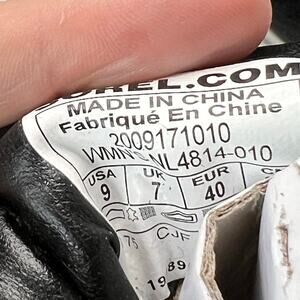 OREL.COM
MADE IN CHINA
Fabriqué En Chine
2009171010
WMN'S NL4814-010
USA UK EUR
9 7 40
75 CJF